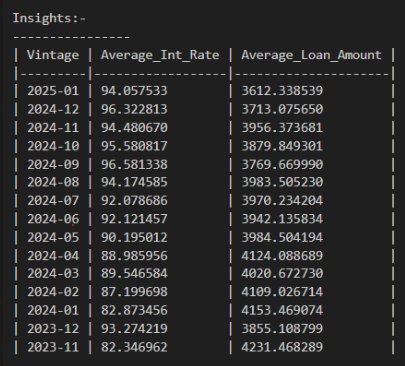 Insights:-
----------------
| Vintage | Average_Int_Rate | Average_Loan_Amount |
|---------|------------------|---------------------|
| 2025-01 | 94.057533 | 3612.338539 |
| 2024-12 | 96.322813 | 3713.075650 |
| 2024-11 | 94.480670 | 3956.373681 |
| 2024-10 | 95.580817 | 3879.849301 |
| 2024-09 | 96.581338 | 3769.669990 |
| 2024-08 | 94.174585 | 3983.505230 |
| 2024-07 | 92.078686 | 3970.234204 |
| 2024-06 | 92.121457 | 3942.135834 |
| 2024-05 | 90.195012 | 3984.504194 |
| 2024-04 | 88.985956 | 4124.088689 |
| 2024-03 | 89.546584 | 4020.672730 |
| 2024-02 | 87.199698 | 4109.026714 |
| 2024-01 | 82.873456 | 4153.469074 |
| 2023-12 | 93.274219 | 3855.108799 |
| 2023-11 | 82.346962 | 4231.468289 |